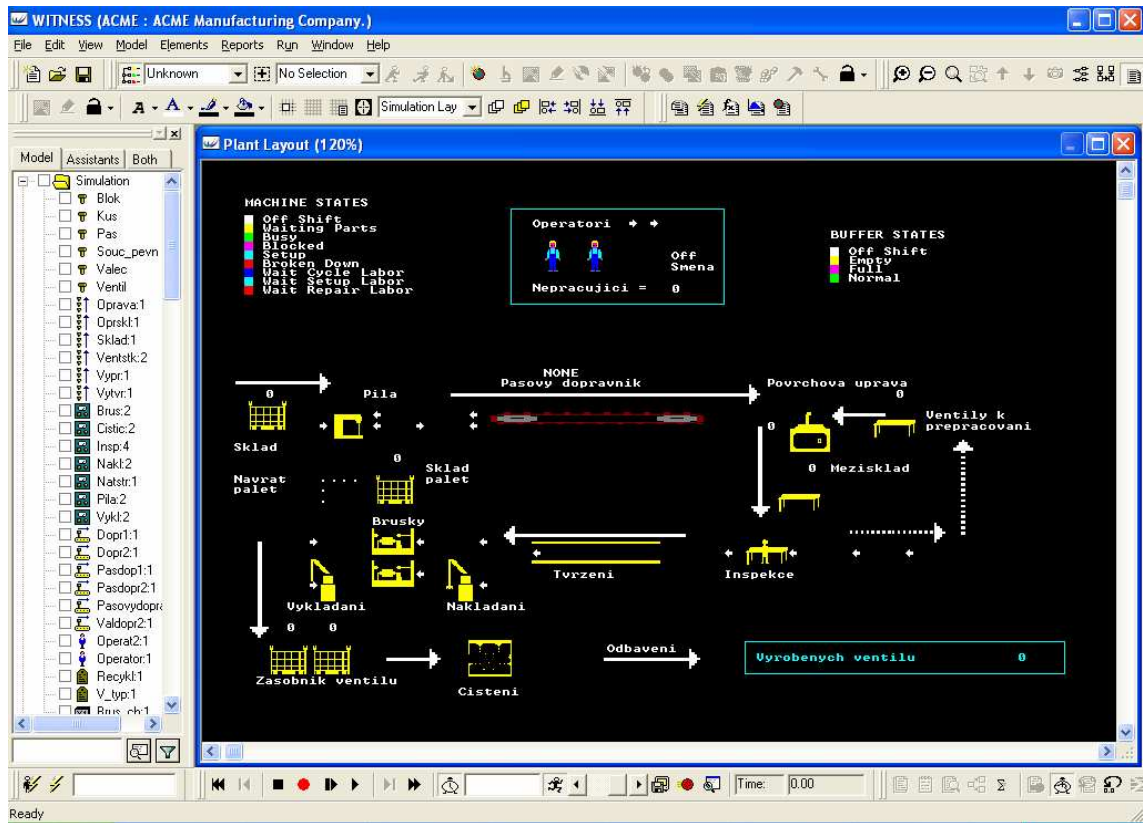 WITNESS (ACME : ACME Manufacturing Company.)
File Edit View Model Elements Reports Run Window Help
Unknown No Selection
Simulation Lay
Model Assistants Both
Plant Layout (120%)
Simulation
Blok
Kus
Pas
Souc_pevn
Valec
Ventil
Oprava:1
Oprskl:1
Sklad:1
Ventstk:2
Vypr:1
Vytvr:1
Brus:2
Cistic:2
Insp:4
Nakl:2
Natstr:1
Pila:2
Vykl:2
Dopr1:1
Dopr2:1
Pasdop1:1
Pasdopr2:1
Pasovydopra
Valdopr2:1
Operat2:1
Operator:1
Recykl:1
V_typ:1
Brus_ch:1
MACHINE STATES
Off Shift
Waiting Parts
Busy
Blocked
Setup
Broken Down
Wait Cycle Labor
Wait Setup Labor
Wait Repair Labor
Operatori
Off
Smena
Nepracujici = 0
BUFFER STATES
Off Shift
Empty
Full
Normal
NONE
Pasovy dopravnik
Povrchova uprava
0
0
Pila
Sklad
0
Ventily k
prepracovani
0 Mezisklad
0
Sklad
palet
Navrat
palet
Brusky
Tvrzeni
Inspekce
Vykladani
Nakladani
0 0
Zasobnik ventilu
Cisteni
Odbaveni
Vyrobenych ventilu 0
Time: 0.00
Ready